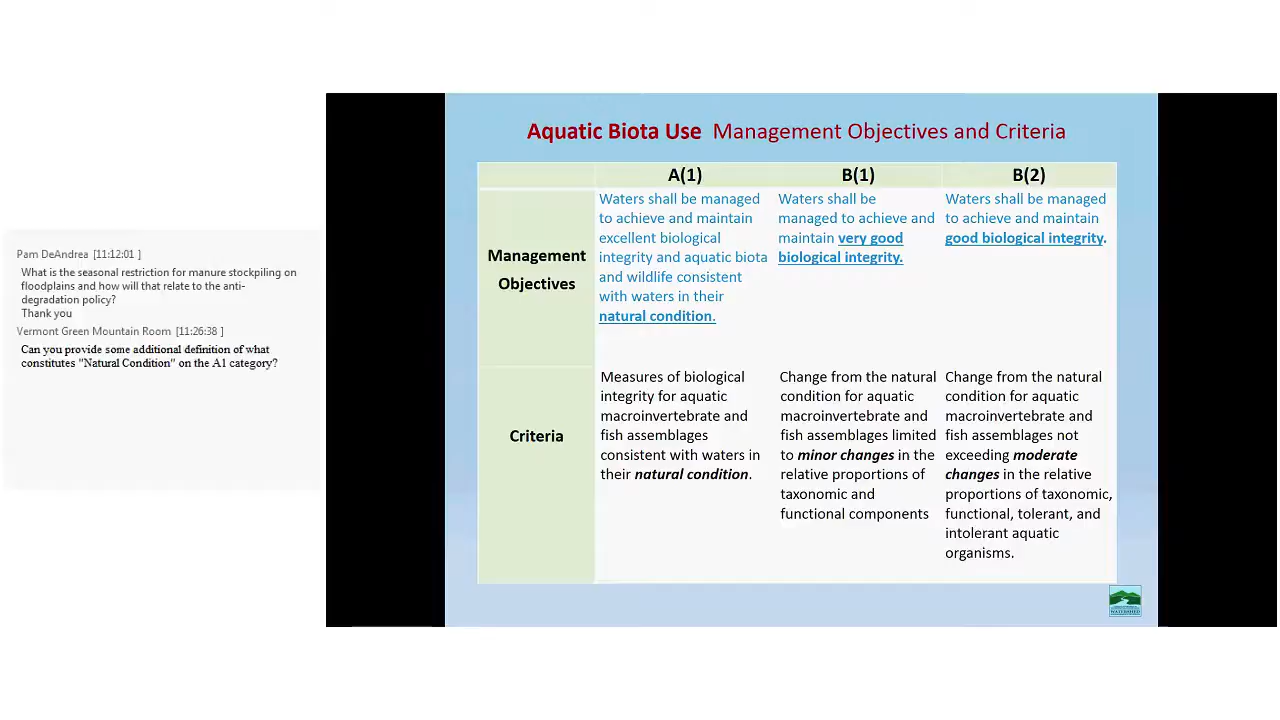 Pam DeAndrea [11:12:01 ]
What is the seasonal restriction for manure stockpiling on
floodplains and how will that relate to the anti-
degradation policy?
Thank you
Vermont Green Mountain Room [11:26:38 ]
Can you provide some additional definition of what
constitutes "Natural Condition" on the A1 category?
Aquatic Biota Use Management Objectives and Criteria
A(1)
B(1)
B(2)
Management
Objectives
Waters shall be managed
to achieve and maintain
excellent biological
integrity and aquatic biota
and wildlife consistent
with waters in their
natural condition.
Waters shall be
managed to achieve and
maintain very good
biological integrity.
Waters shall be managed
to achieve and maintain
good biological integrity.
Criteria
Measures of biological
integrity for aquatic
macroinvertebrate and
fish assemblages
consistent with waters in
their natural condition.
Change from the natural
condition for aquatic
macroinvertebrate and
fish assemblages limited
to minor changes in the
relative proportions of
taxonomic and
functional components
Change from the natural
condition for aquatic
macroinvertebrate and
fish assemblages not
exceeding moderate
changes in the relative
proportions of taxonomic,
functional, tolerant, and
intolerant aquatic
organisms.
WATERSHED